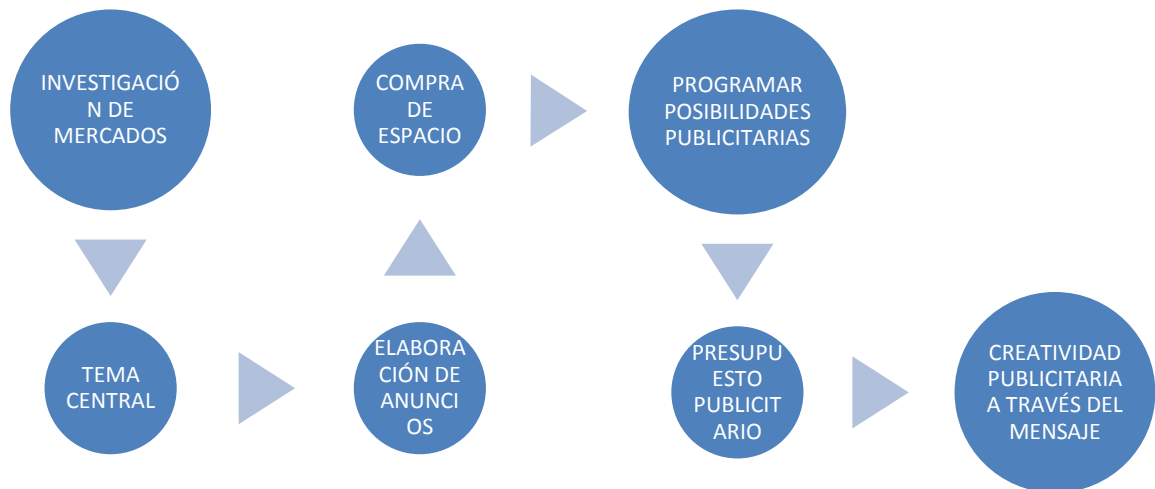 INVESTIGACIÓ
N DE
MERCADOS
TEMA
CENTRAL
ELABORA
CIÓN DE
ANUNCI
OS
COMPRA
DE
ESPACIO
PROGRAMAR
POSIBILIDADES
PUBLICITARIAS
PRESUPU
ESTO
PUBLICIT
ARIO
CREATIVIDAD
PUBLICITARIA
A TRAVÉS DEL
MENSAJE